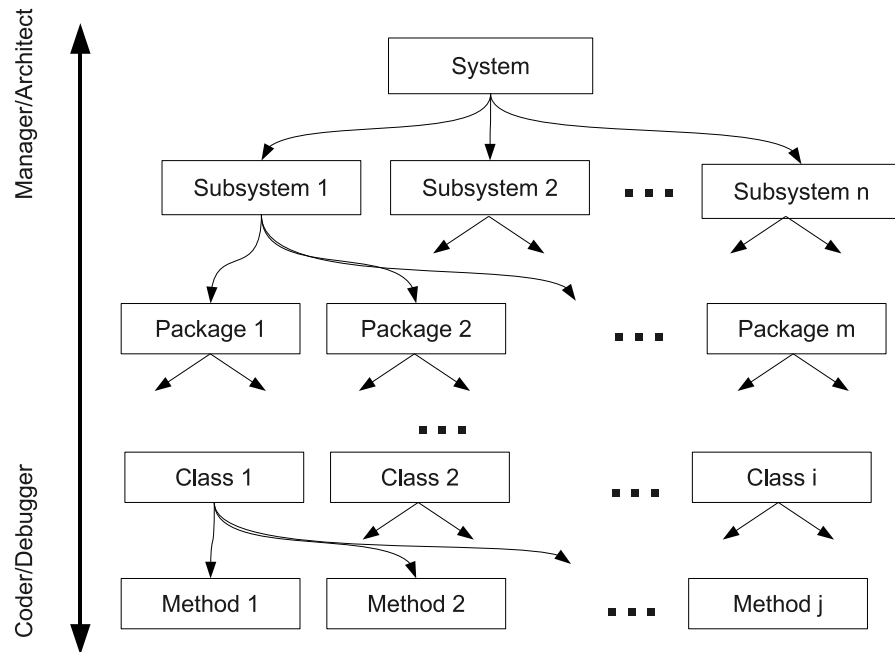 Manager/Architect
System
Subsystem 1
Subsystem 2
Subsystem n
Package 1
Package 2
Package m
Coder/Debugger
Class 1
Class 2
Class i
Method 1
Method 2
Method j